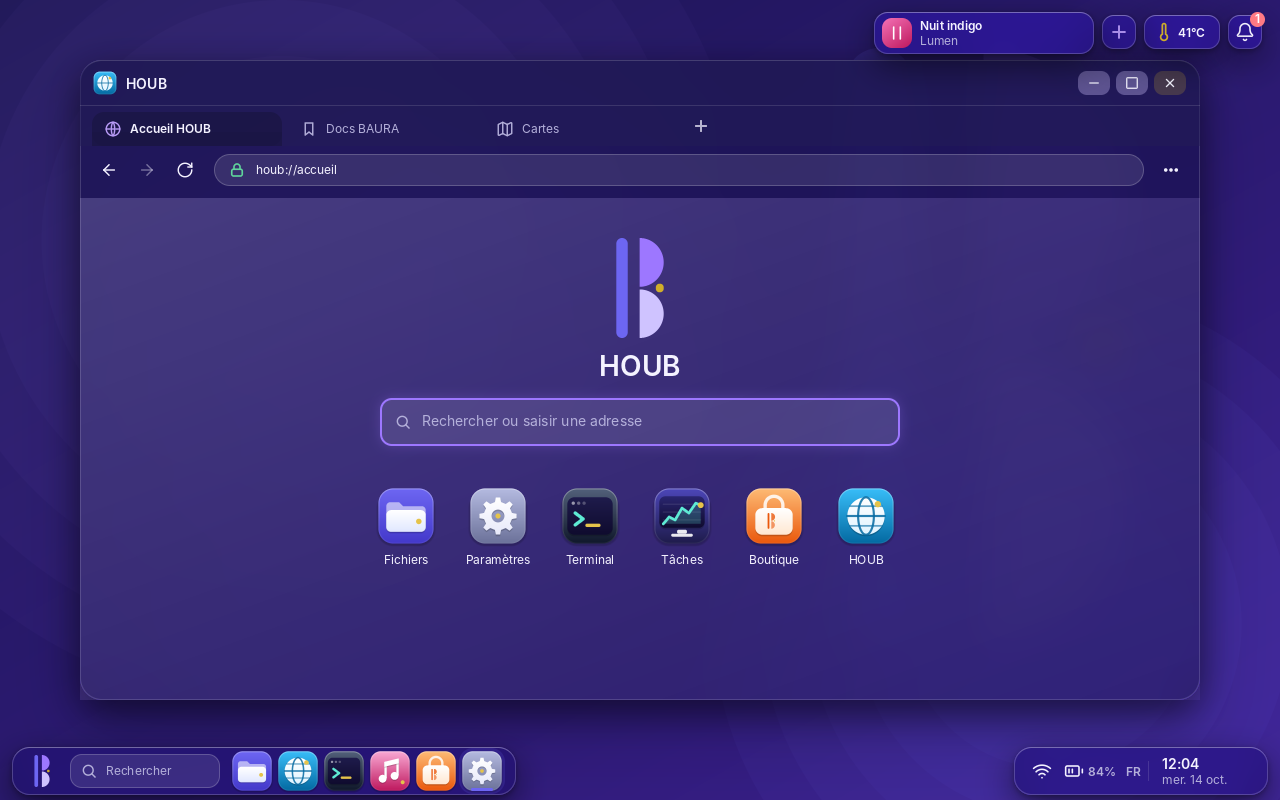 Nuit indigo
Lumen
41°C
1
HOUB
Accueil HOUB
Docs BAURA
Cartes
houb://accueil
HOUB
Rechercher ou saisir une adresse
Fichiers
Paramètres
Terminal
Tâches
Boutique
HOUB
Rechercher
84%
FR
12:04
mer. 14 oct.